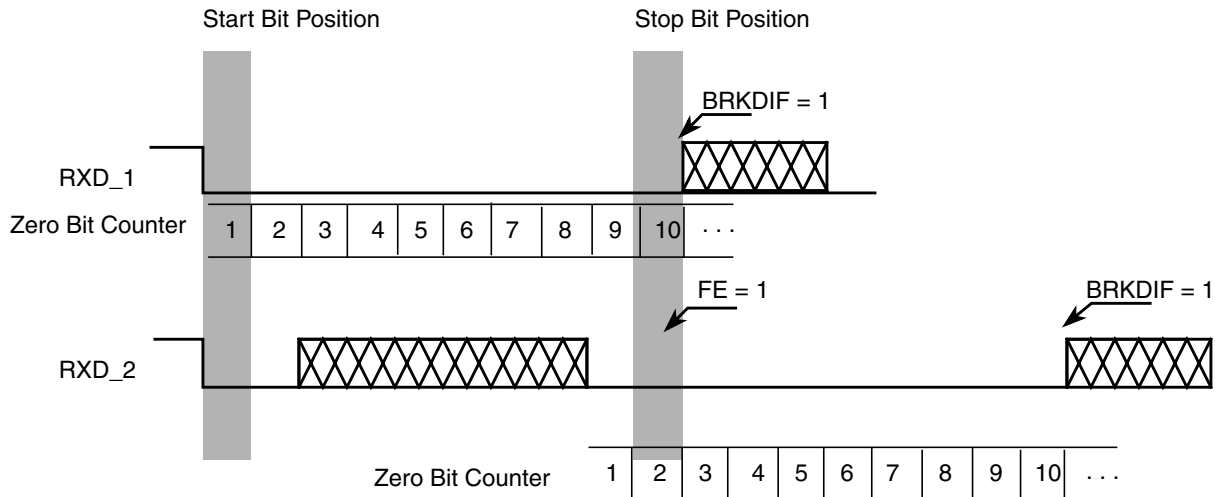 Start Bit Position Stop Bit Position
BRKDIF = 1
RXD_1
Zero Bit Counter 1 2 3 4 5 6 7 8 9 10 . . .
FE = 1 BRKDIF = 1
RXD_2
Zero Bit Counter 1 2 3 4 5 6 7 8 9 10 . . .